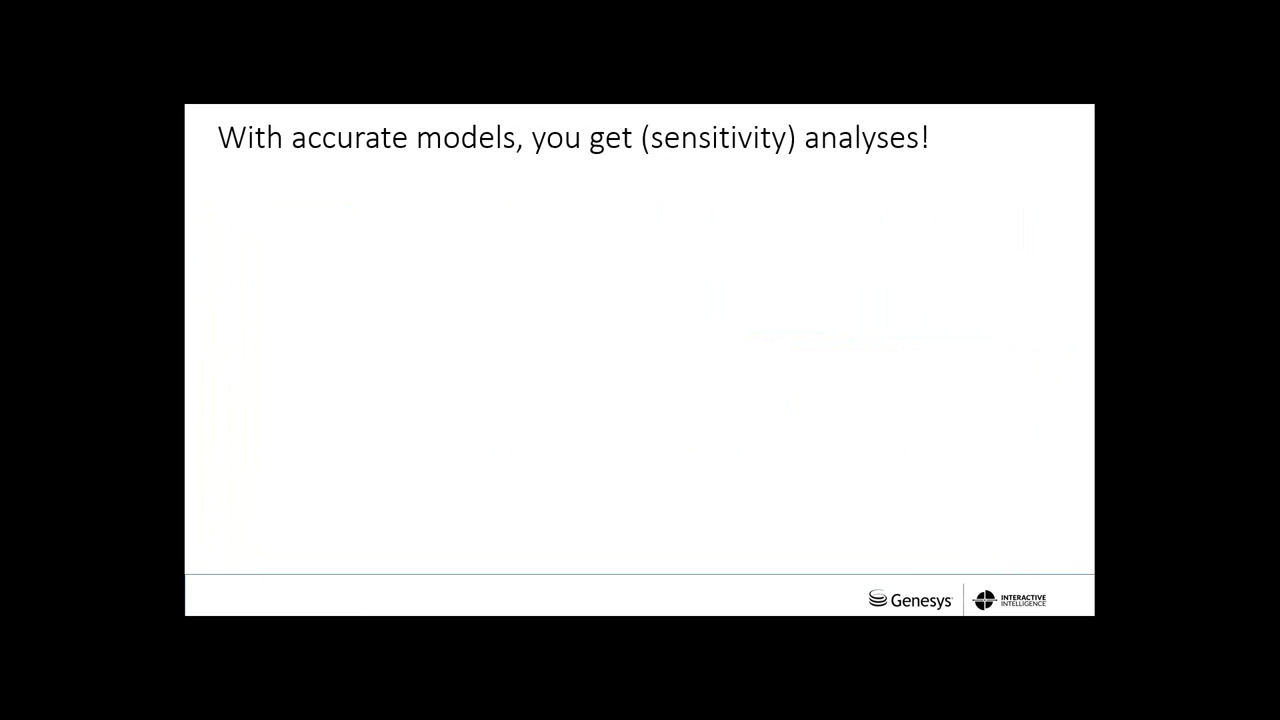 With accurate models, you get (sensitivity) analyses!
Genesys
INTERACTIVE
INTELLIGENCE